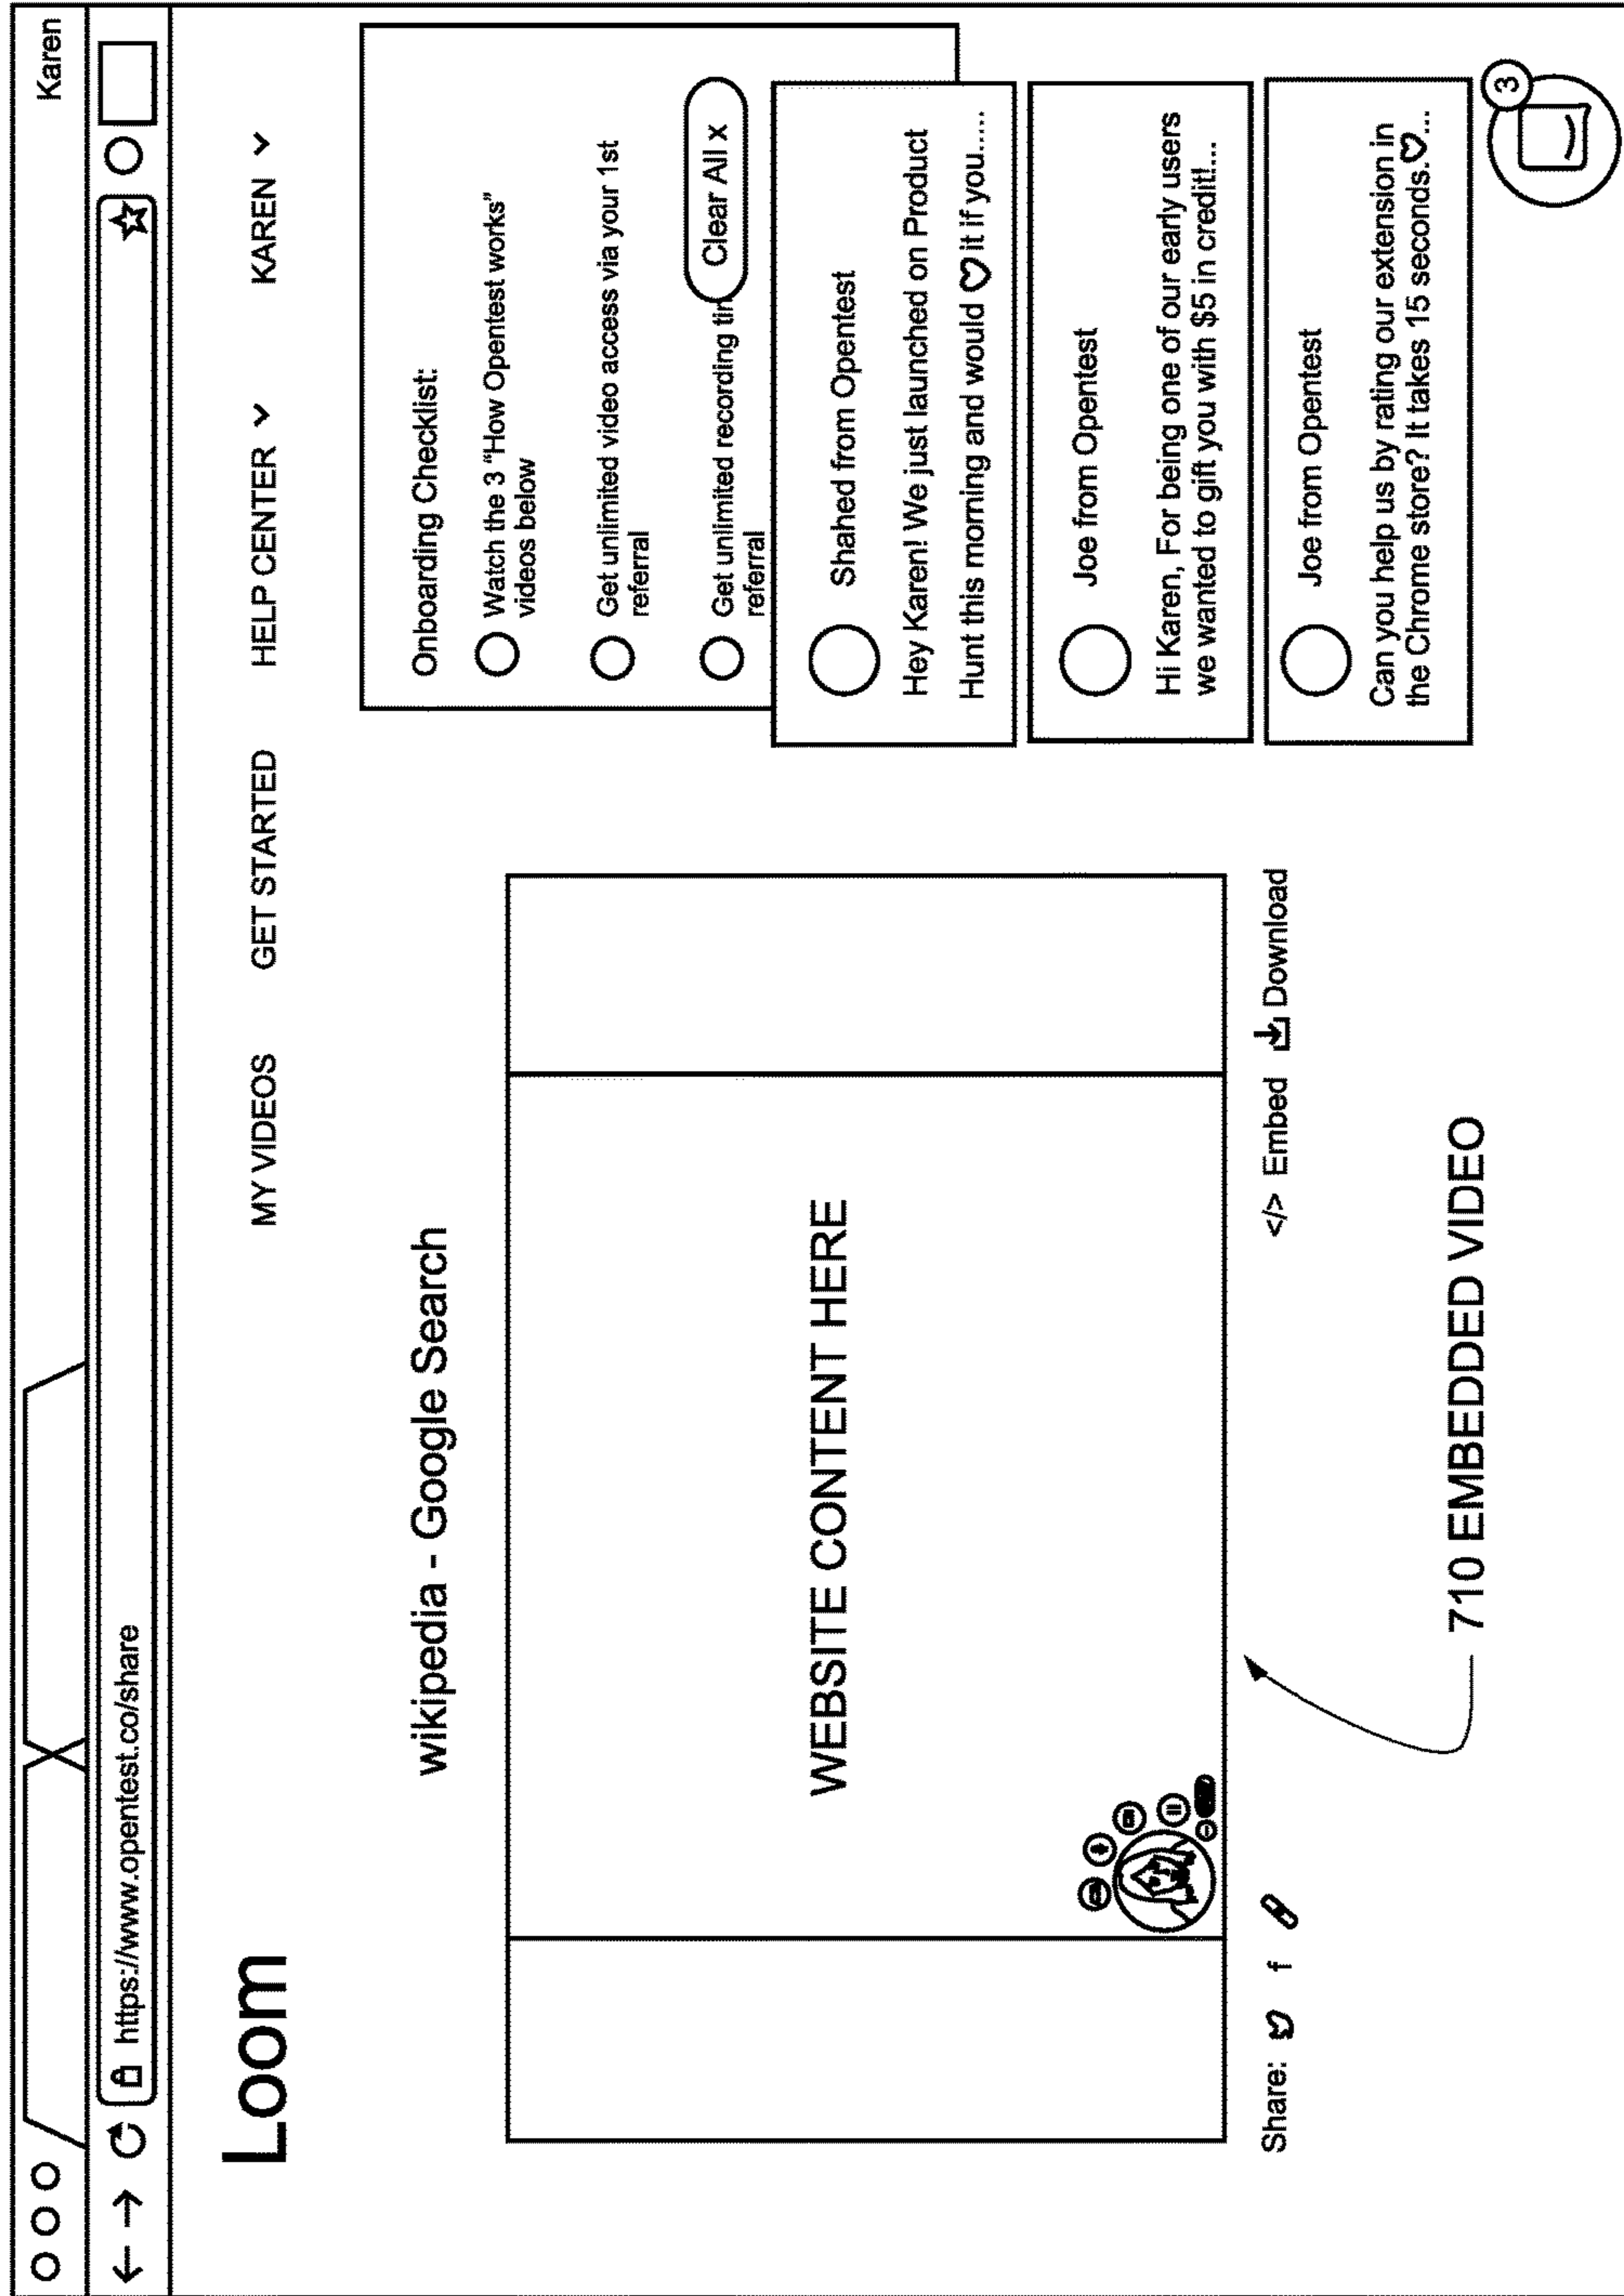 Karen
https://www.opentest.co/share
Loom
MY VIDEOS
GET STARTED
HELP CENTER
KAREN
wikipedia - Google Search
WEBSITE CONTENT HERE
Share: f
</> Embed
Download
710 EMBEDDED VIDEO
Onboarding Checklist:
Watch the 3 “How Opentest works”
videos below
Get unlimited video access via your 1st
referral
Get unlimited recording tim
referral
Clear All x
Shahed from Opentest
Hey Karen! We just launched on Product
Hunt this morning and would ♡ it if you.....
Joe from Opentest
Hi Karen, For being one of our early users
we wanted to gift you with $5 in credit!...
Joe from Opentest
Can you help us by rating our extension in
the Chrome store? It takes 15 seconds.♡...
3